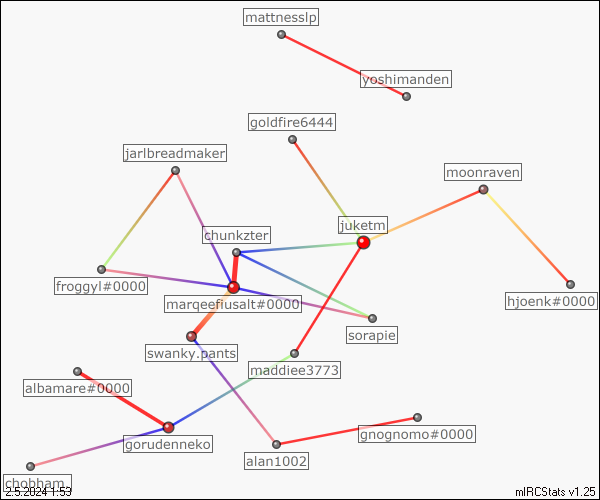 mattnesslp
yoshimanden
goldfire6444
jarlbreadmaker
moonraven
juketm
chunkzter
froggyl#0000
marqeefiusalt#0000
hjoenk#0000
sorapie
swanky.pants
maddiee3773
albamare#0000
gnognomo#0000
gorudenneko
alan1002
chobham_
2.5.2024 1:53
mIRCStats v1.25